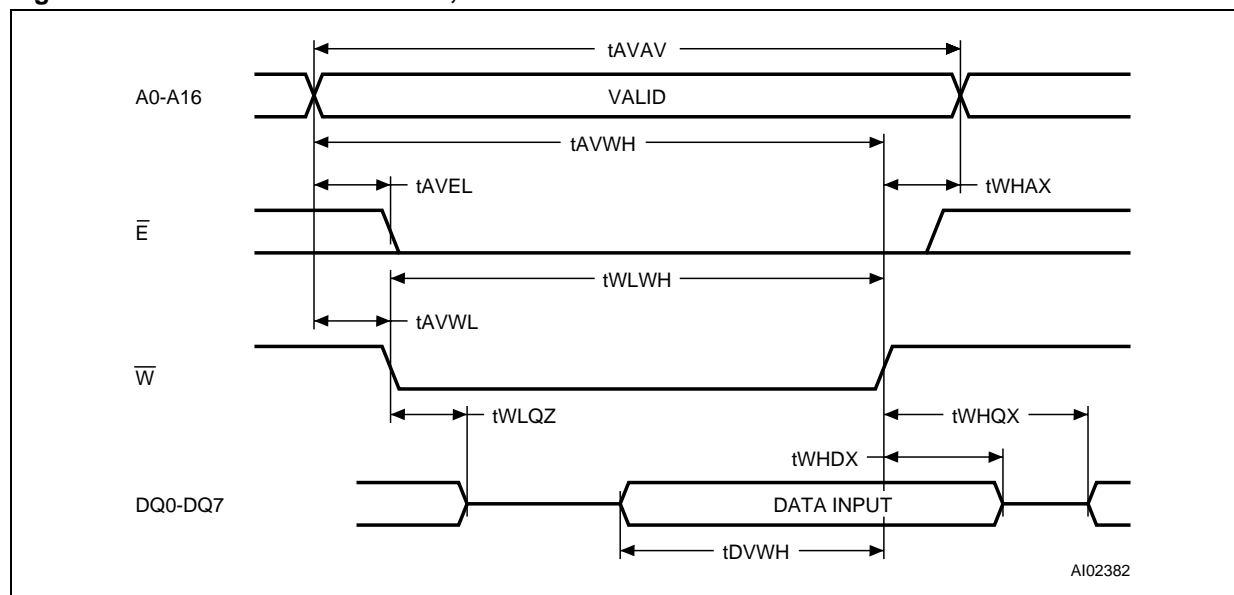 tAVAV
A0-A16
VALID
tAVWH
tAVEL
tWHAX
E̅
tWLWH
tAVWL
W̅
tWLQZ
tWHQX
tWHDX
DQ0-DQ7
DATA INPUT
tDVWH
AI02382